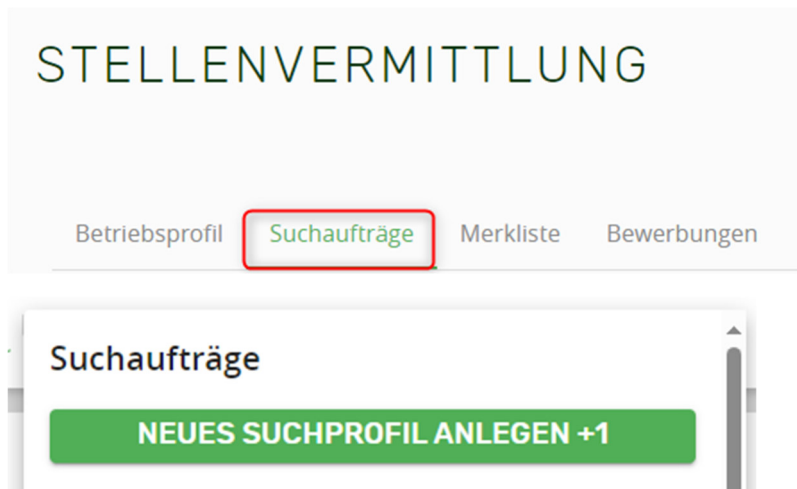 STELLENVERMITTLUNG
Betriebsprofil Suchaufträge Merkliste Bewerbungen
Suchaufträge
NEUES SUCHPROFIL ANLEGEN +1